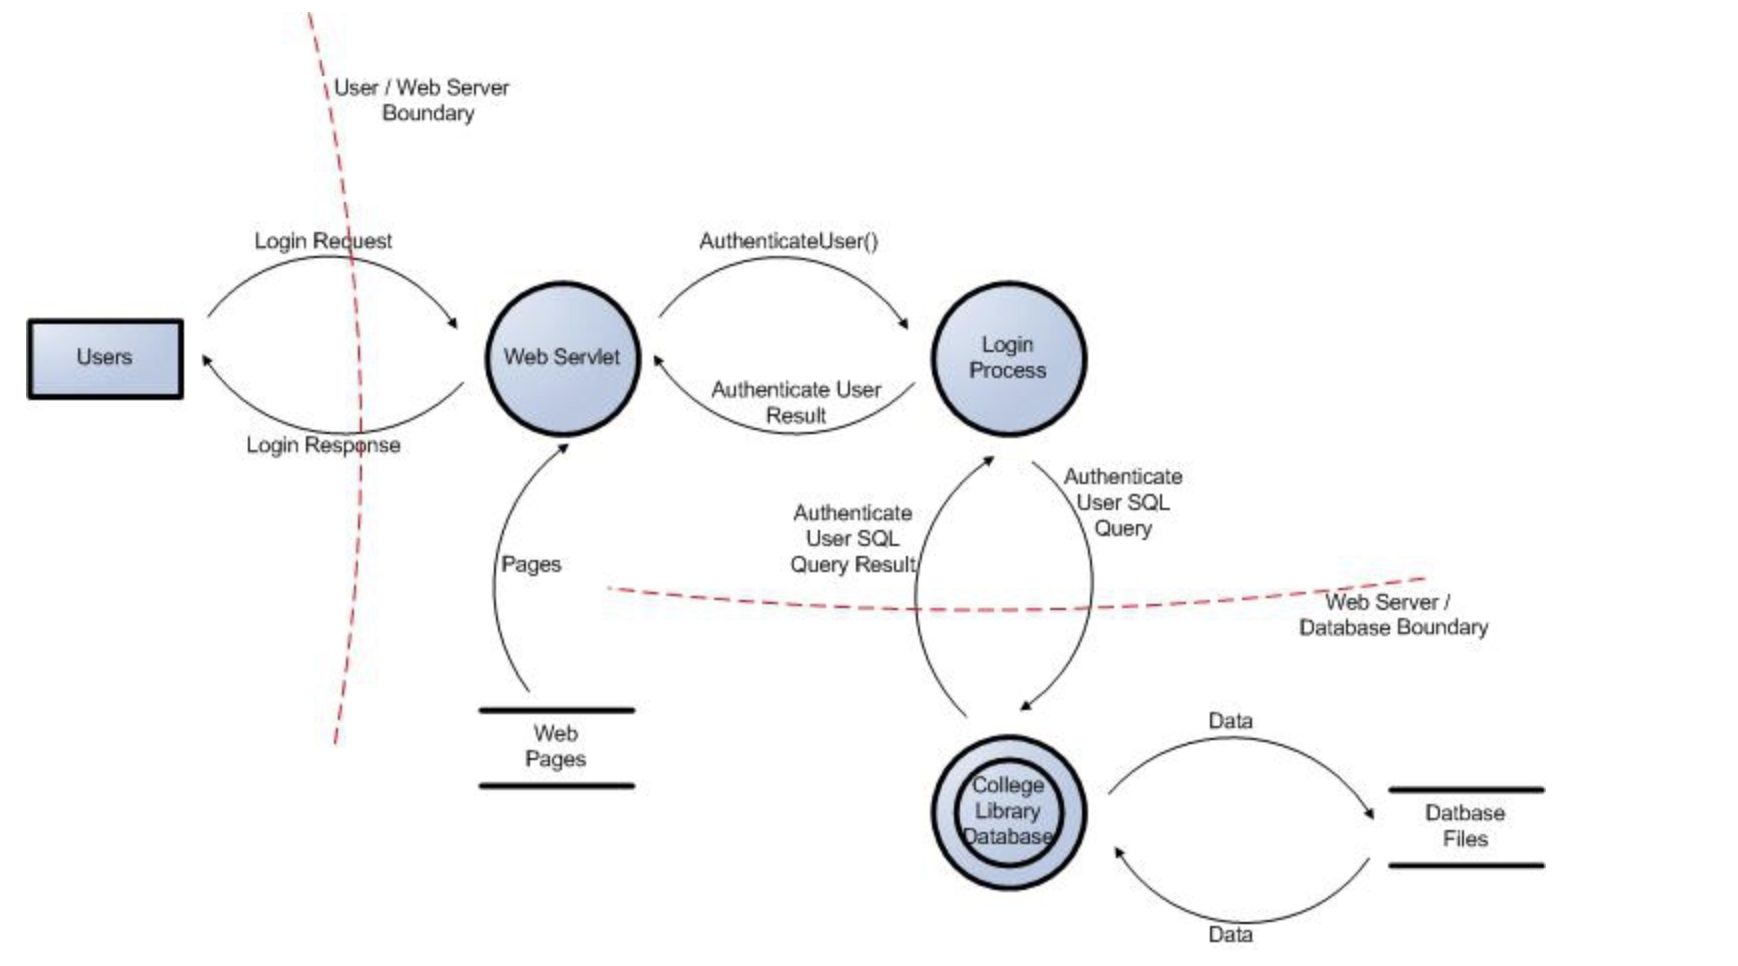 User / Web Server
Boundary
Login Request
AuthenticateUser()
Users
Web Servlet
Login
Process
Authenticate User
Result
Login Response
Authenticate
User SQL
Query
Authenticate
User SQL
Query Result
Pages
Web Server /
Database Boundary
Web
Pages
Data
College
Library
Database
Datbase
Files
Data